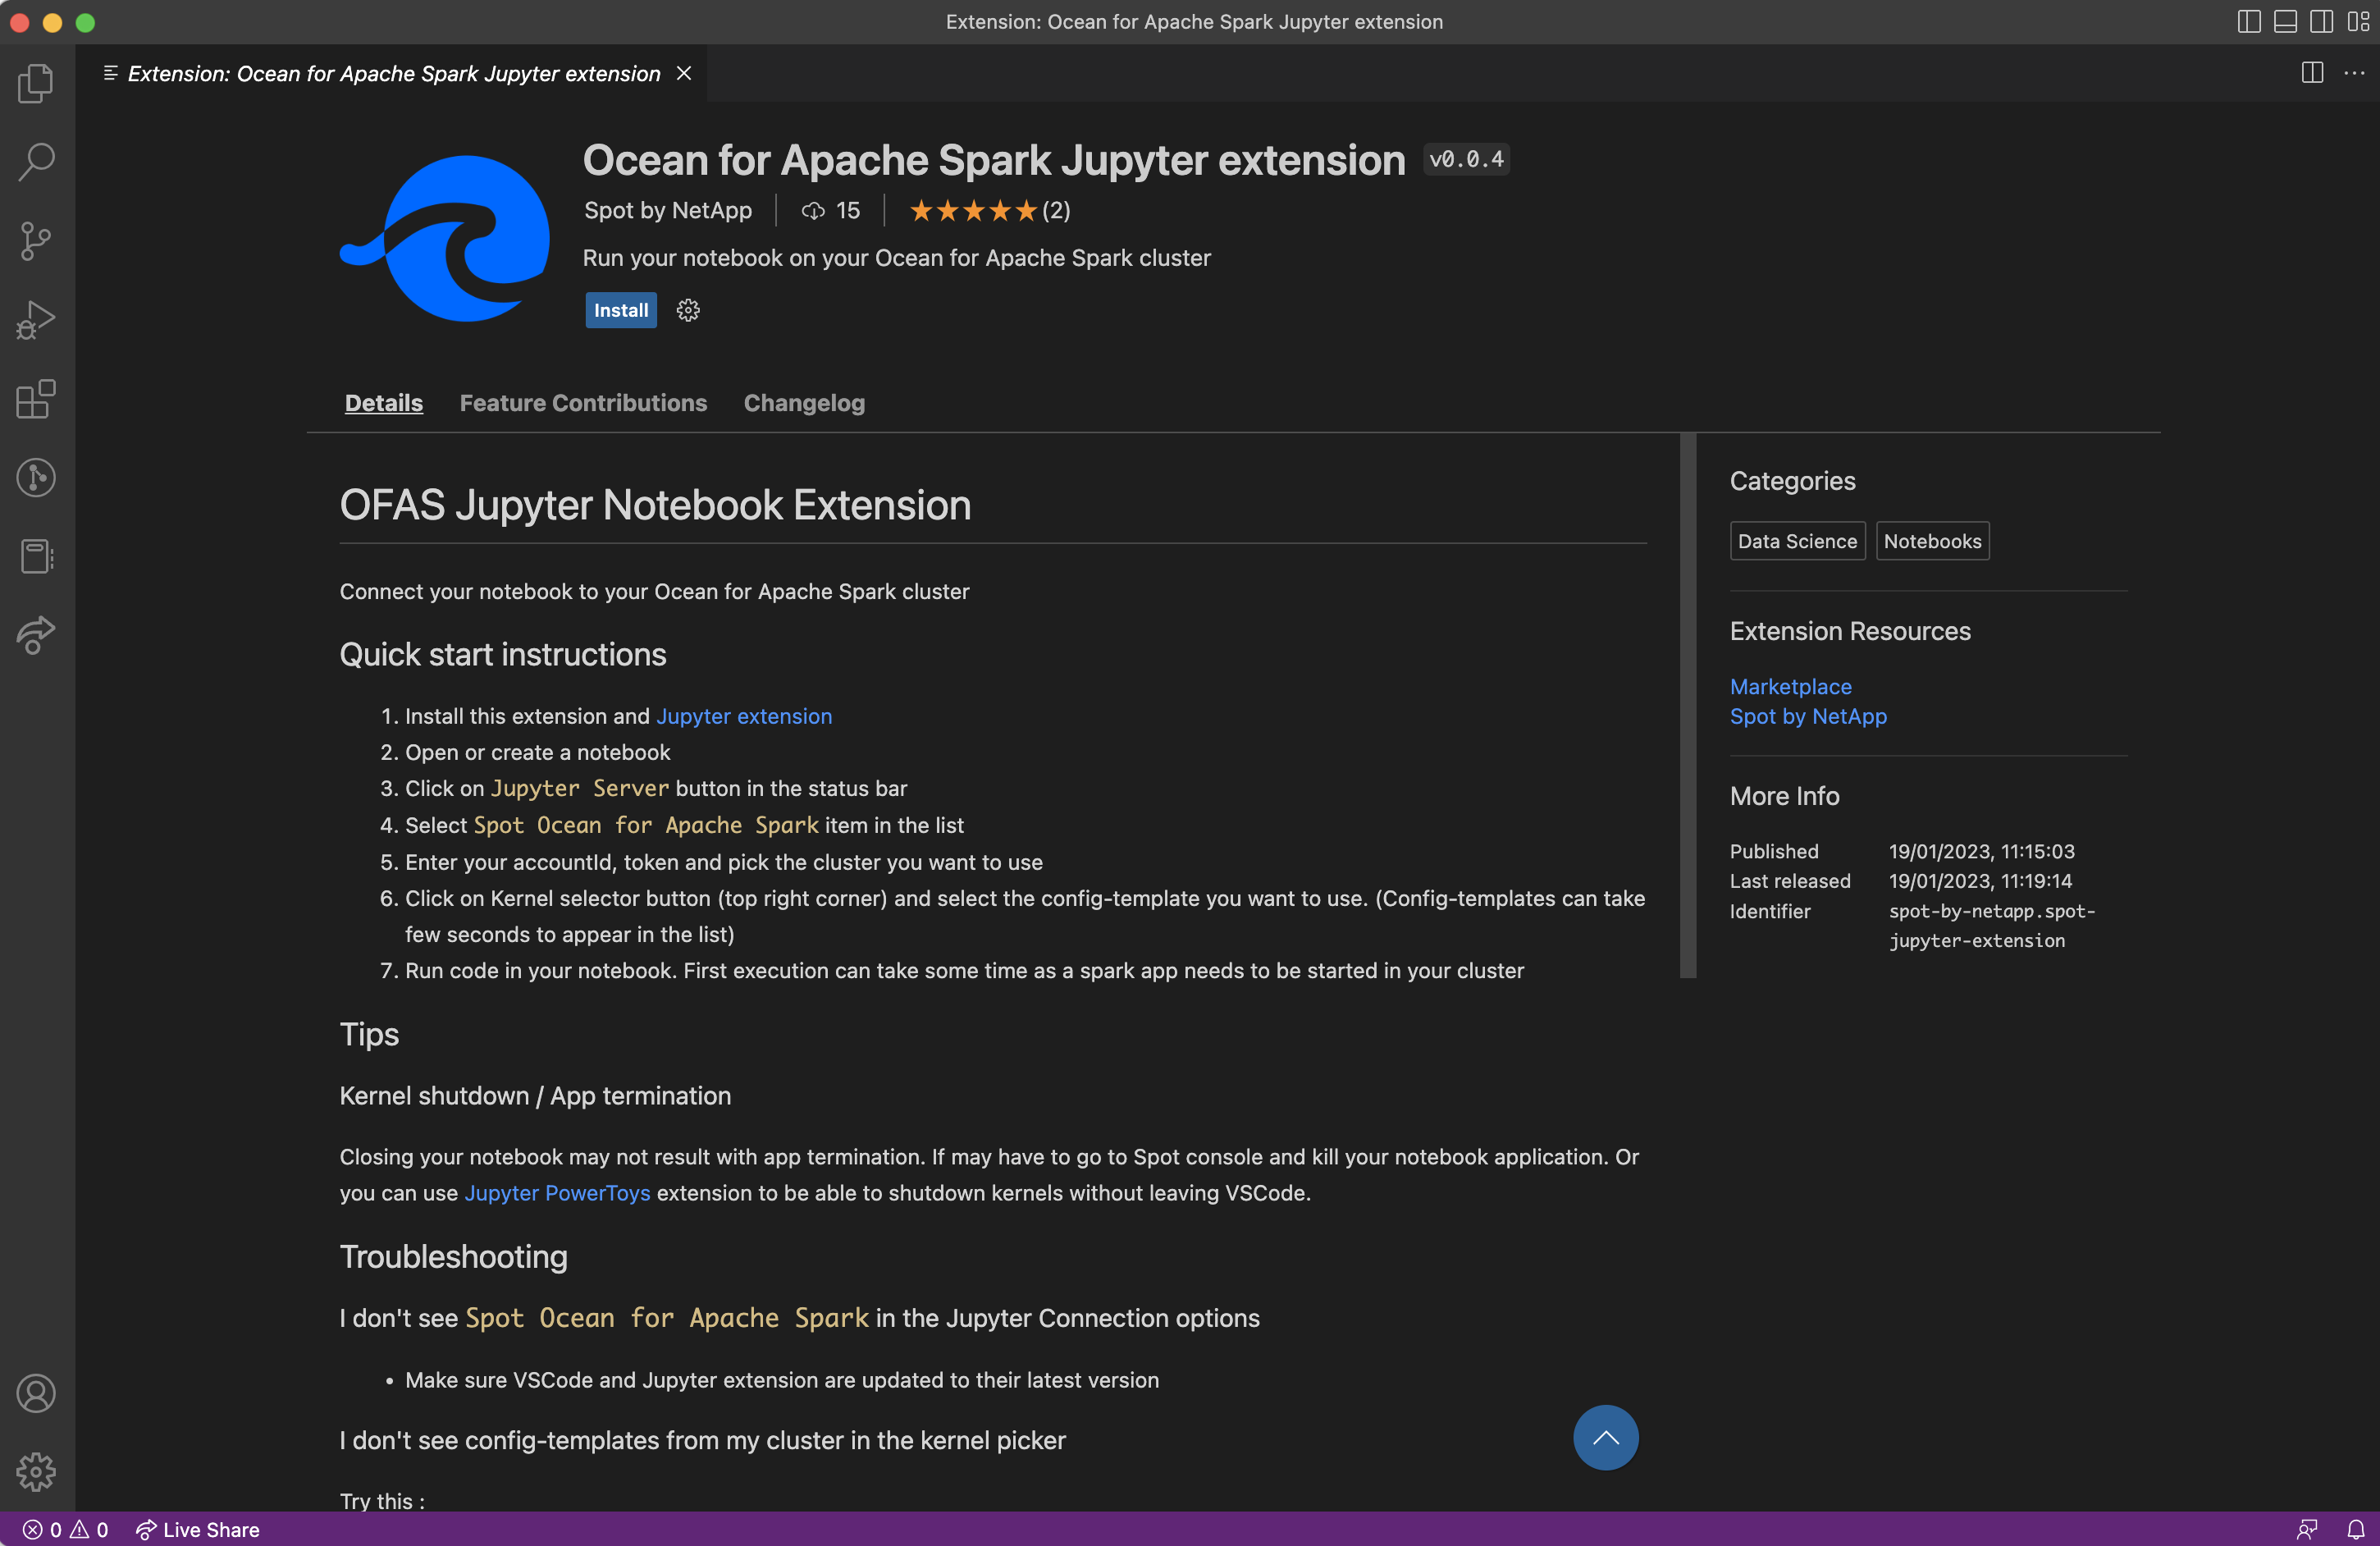 Extension: Ocean for Apache Spark Jupyter extension
Extension: Ocean for Apache Spark Jupyter extension
Ocean for Apache Spark Jupyter extension v0.0.4
Spot by NetApp 15 (2)
Run your notebook on your Ocean for Apache Spark cluster
Install
Details Feature Contributions Changelog
OFAS Jupyter Notebook Extension
Connect your notebook to your Ocean for Apache Spark cluster
Quick start instructions
1. Install this extension and Jupyter extension
2. Open or create a notebook
3. Click on Jupyter Server button in the status bar
4. Select Spot Ocean for Apache Spark item in the list
5. Enter your accountId, token and pick the cluster you want to use
6. Click on Kernel selector button (top right corner) and select the config-template you want to use. (Config-templates can take
few seconds to appear in the list)
7. Run code in your notebook. First execution can take some time as a spark app needs to be started in your cluster
Tips
Kernel shutdown / App termination
Closing your notebook may not result with app termination. If may have to go to Spot console and kill your notebook application. Or
you can use Jupyter PowerToys extension to be able to shutdown kernels without leaving VSCode.
Troubleshooting
I don't see Spot Ocean for Apache Spark in the Jupyter Connection options
• Make sure VSCode and Jupyter extension are updated to their latest version
I don't see config-templates from my cluster in the kernel picker
Try this :
Categories
Data Science Notebooks
Extension Resources
Marketplace
Spot by NetApp
More Info
Published 19/01/2023, 11:15:03
Last released 19/01/2023, 11:19:14
Identifier spot-by-netapp.spot-
jupyter-extension
0 0 Live Share